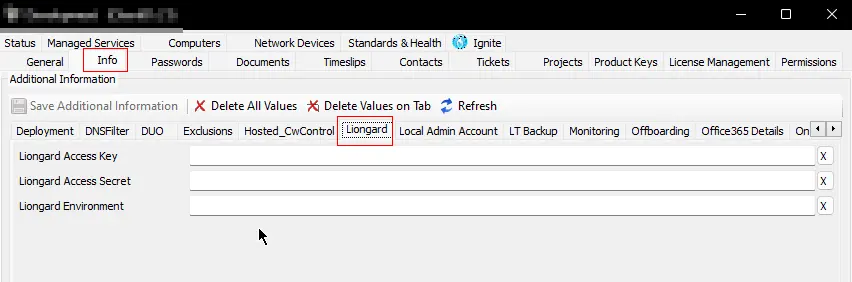 Status Managed Services Computers Network Devices Standards & Health Ignite
General Info Passwords Documents Timeslips Contacts Tickets Projects Product Keys License Management Permissions
Additional Information
Save Additional Information Delete All Values Delete Values on Tab Refresh
Deployment DNSFilter DUO Exclusions Hosted_CwControl Liongard Local Admin Account LT Backup Monitoring Offboarding Office365 Details On
Liongard Access Key X
Liongard Access Secret X
Liongard Environment X